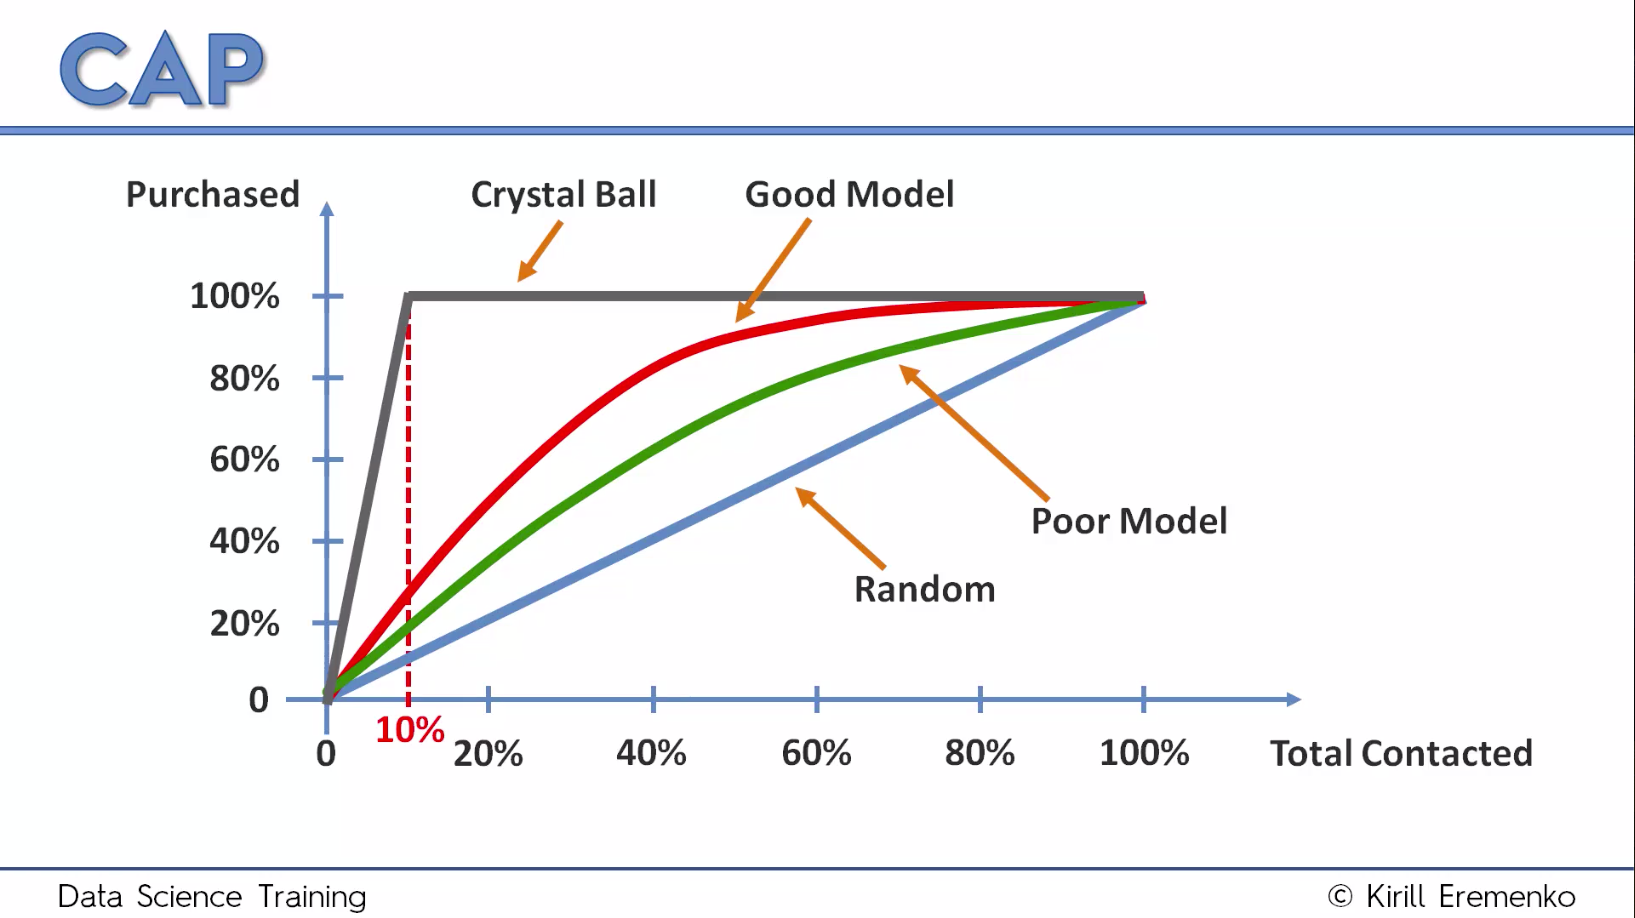 CAP
Purchased
Crystal Ball
Good Model
100%
80%
60%
40%
20%
0
Poor Model
Random
10%
0
20%
40%
60%
80%
100%
Total Contacted
Data Science Training
© Kirill Eremenko